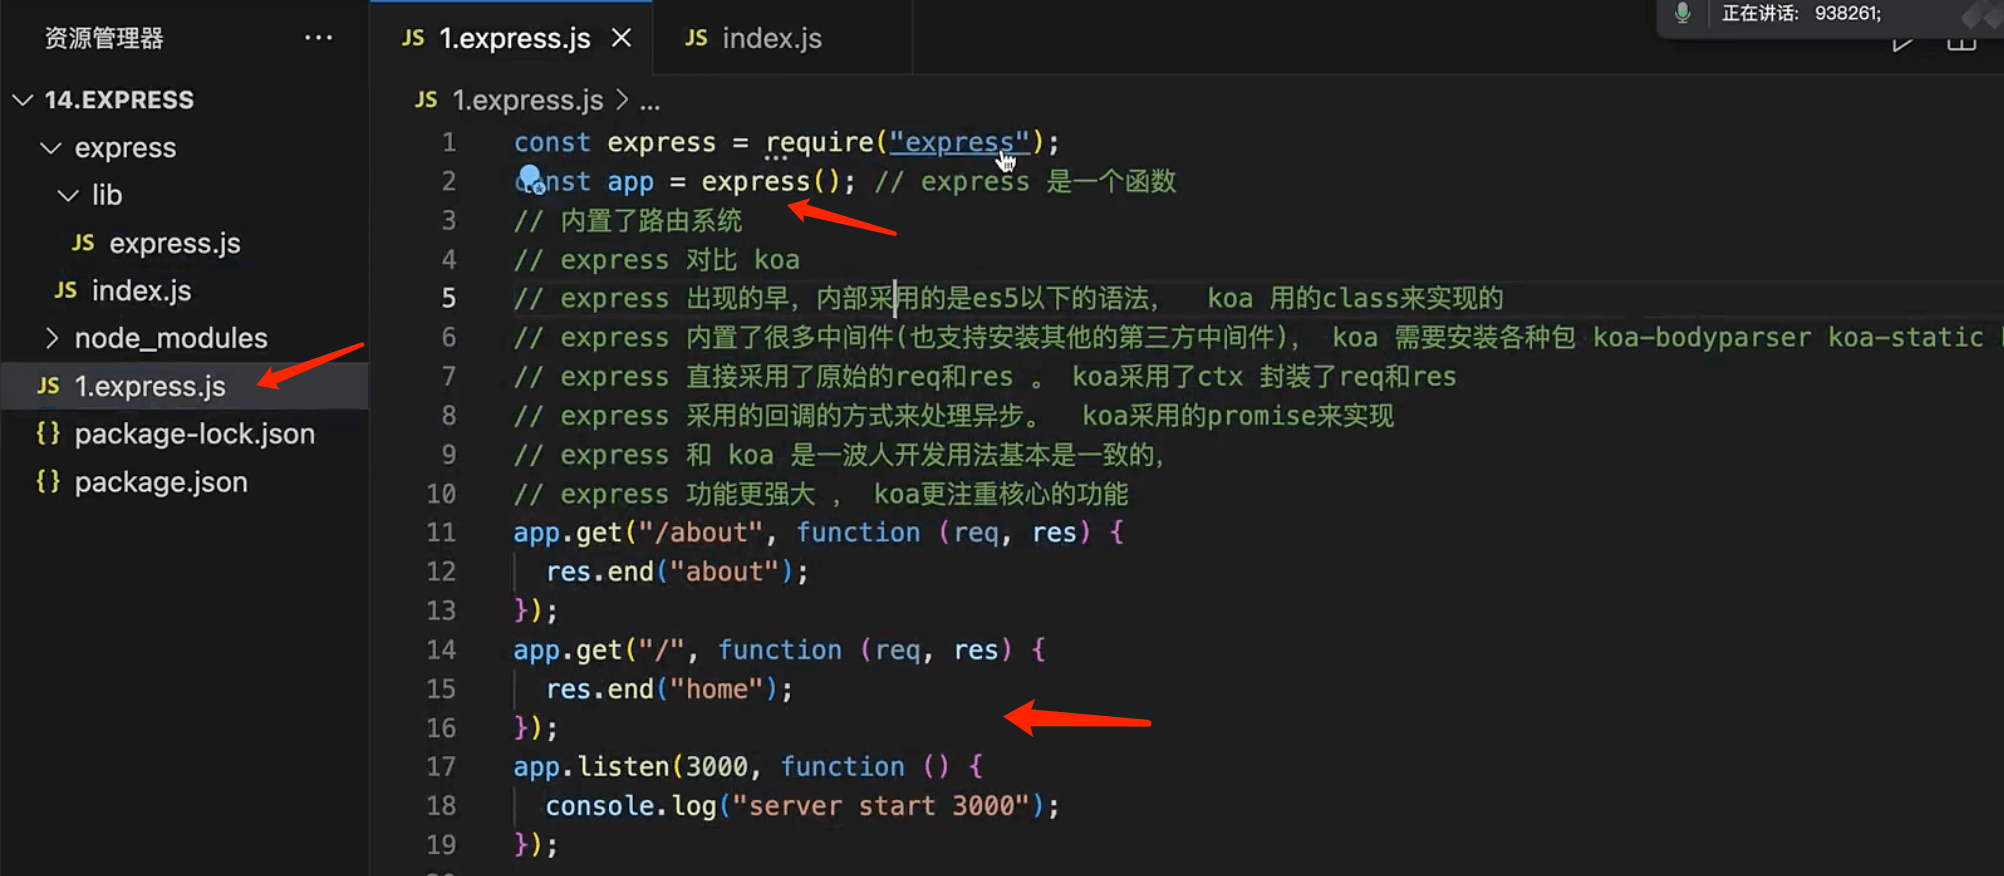 正在讲话: 938261;
资源管理器 ...
JS 1.express.js
JS index.js
14.EXPRESS
express
lib
JS express.js
JS index.js
node_modules
JS 1.express.js
{} package-lock.json
{} package.json
JS 1.express.js > ...
1 const express = require("express");
2 const app = express(); // express 是一个函数
3 // 内置了路由系统
4 // express 对比 koa
5 // express 出现的早，内部采用的是es5以下的语法， koa 用的class来实现的
6 // express 内置了很多中间件(也支持安装其他的第三方中间件)， koa 需要安装各种包 koa-bodyparser koa-static
7 // express 直接采用了原始的req和res 。 koa采用了ctx 封装了req和res
8 // express 采用的回调的方式来处理异步。 koa采用的promise来实现
9 // express 和 koa 是一波人开发用法基本是一致的，
10 // express 功能更强大 ， koa更注重核心的功能
11 app.get("/about", function (req, res) {
12 res.end("about");
13 });
14 app.get("/", function (req, res) {
15 res.end("home");
16 });
17 app.listen(3000, function () {
18 console.log("server start 3000");
19 });